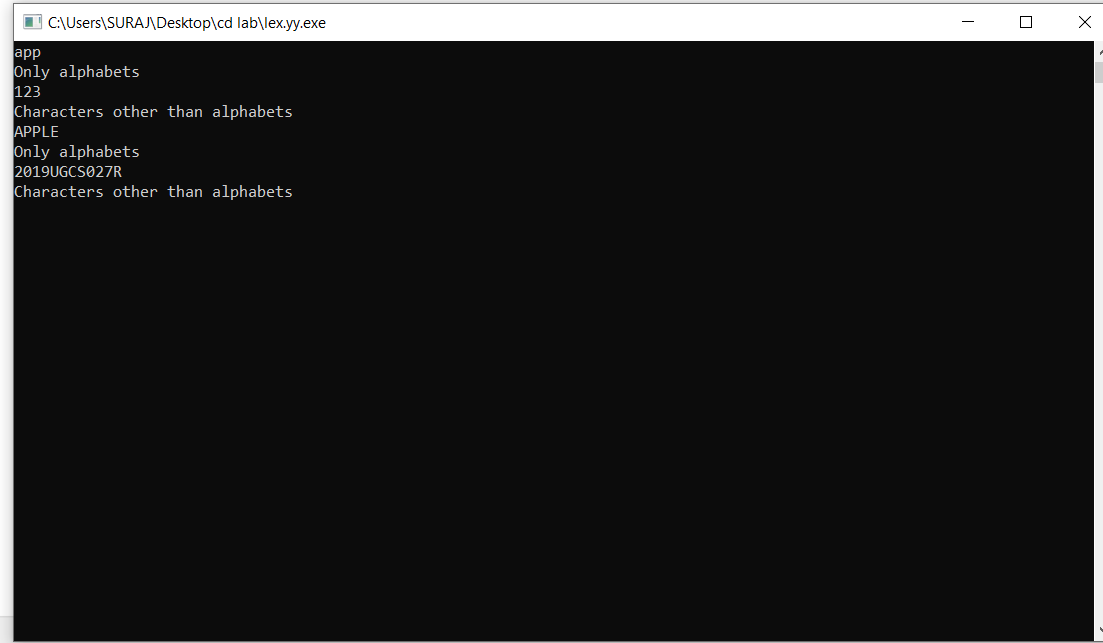 C:\Users\SURAJ\Desktop\cd lab\lex.yy.exe
app
Only alphabets
123
Characters other than alphabets
APPLE
Only alphabets
2019UGCS027R
Characters other than alphabets